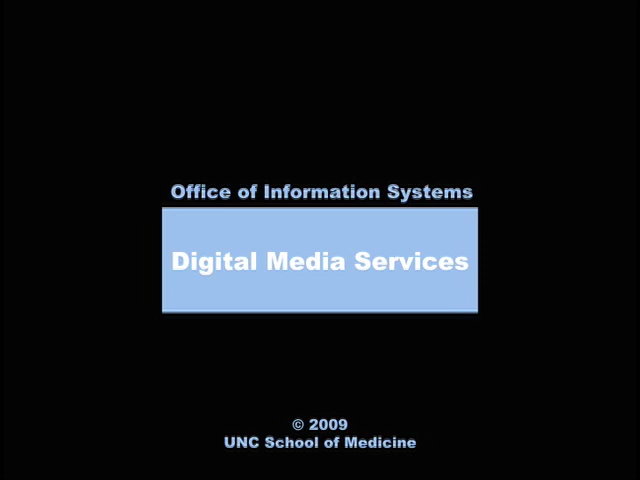 Office of Information Systems
Digital Media Services
© 2009
UNC School of Medicine